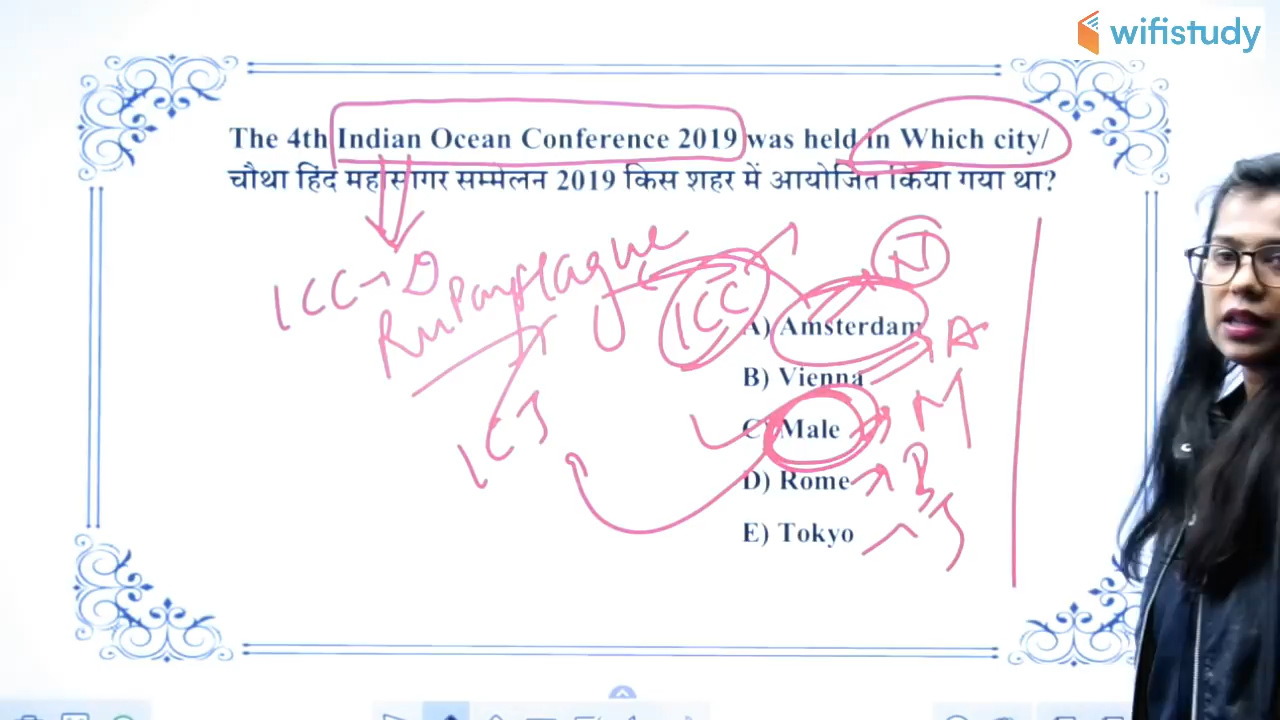 wifistudy
The 4th Indian Ocean Conference 2019 was held in Which city/
चौथा हिंद महासागर सम्मेलन 2019 किस शहर में आयोजित किया गया था?
N
ICC
A) Amsterdam
A
B) Vienna
M
C) Male
D) Rome
E) Tokyo
J